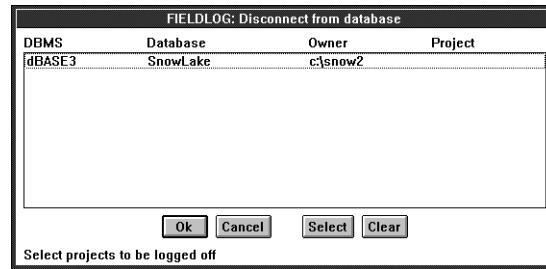 FIELDLOG: Disconnect from database
DBMS Database Owner Project
dBASE3 SnowLake c:\snow2
Ok Cancel Select Clear
Select projects to be logged off